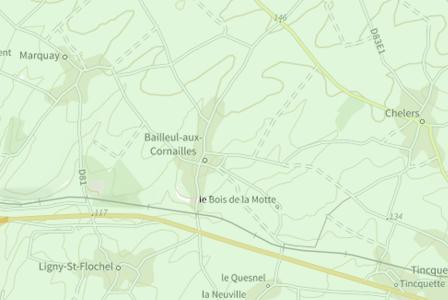 146
D83E1
ent
Marquay
Chelers
Bailleul-aux-
Cornailles
D81
le Bois de la Motte
117
134
Ligny-St-Flochel
le Quesnel
la Neuville
Tincque
Tincquett